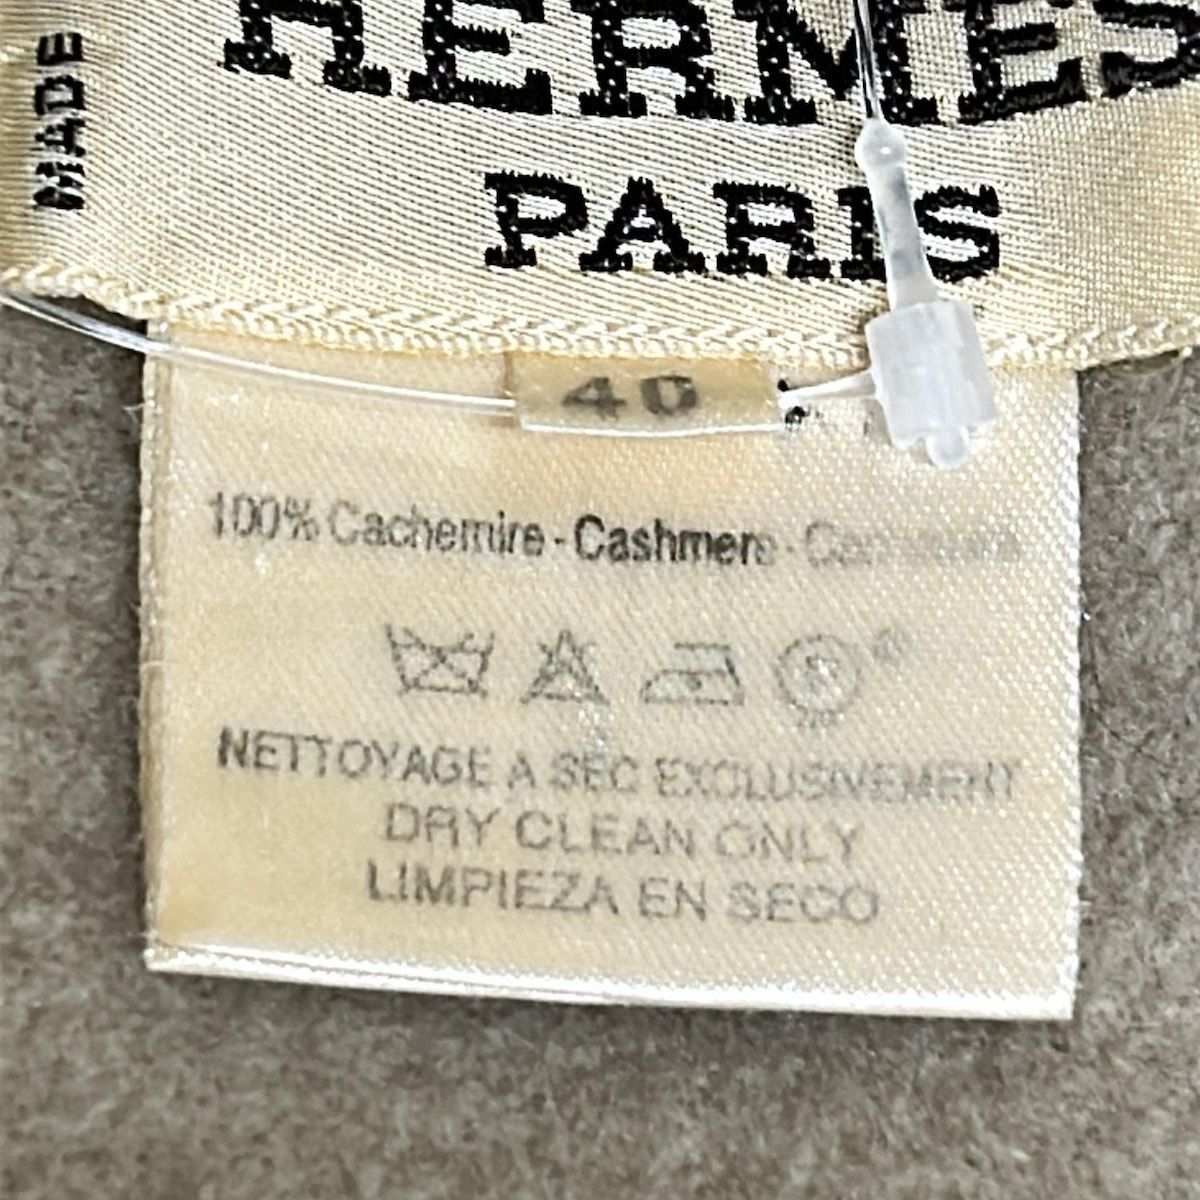 HERMES
PARIS
MADE
40
100% Cachemire - Cashmere -
NETTOYAGE A SEC EXCLUSIVEMENT
DRY CLEAN ONLY
LIMPIEZA EN SECO